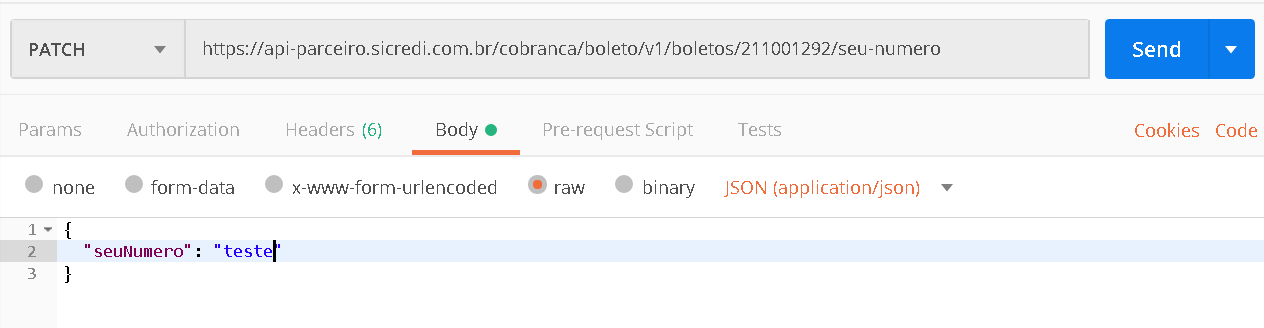 PATCH https://api-parceiro.sicredi.com.br/cobranca/boleto/v1/boletos/211001292/seu-numero Send
Params Authorization Headers (6) Body Pre-request Script Tests Cookies Code
none form-data x-www-form-urlencoded raw binary JSON (application/json)
1 {
2 "seuNumero": "teste"
3 }